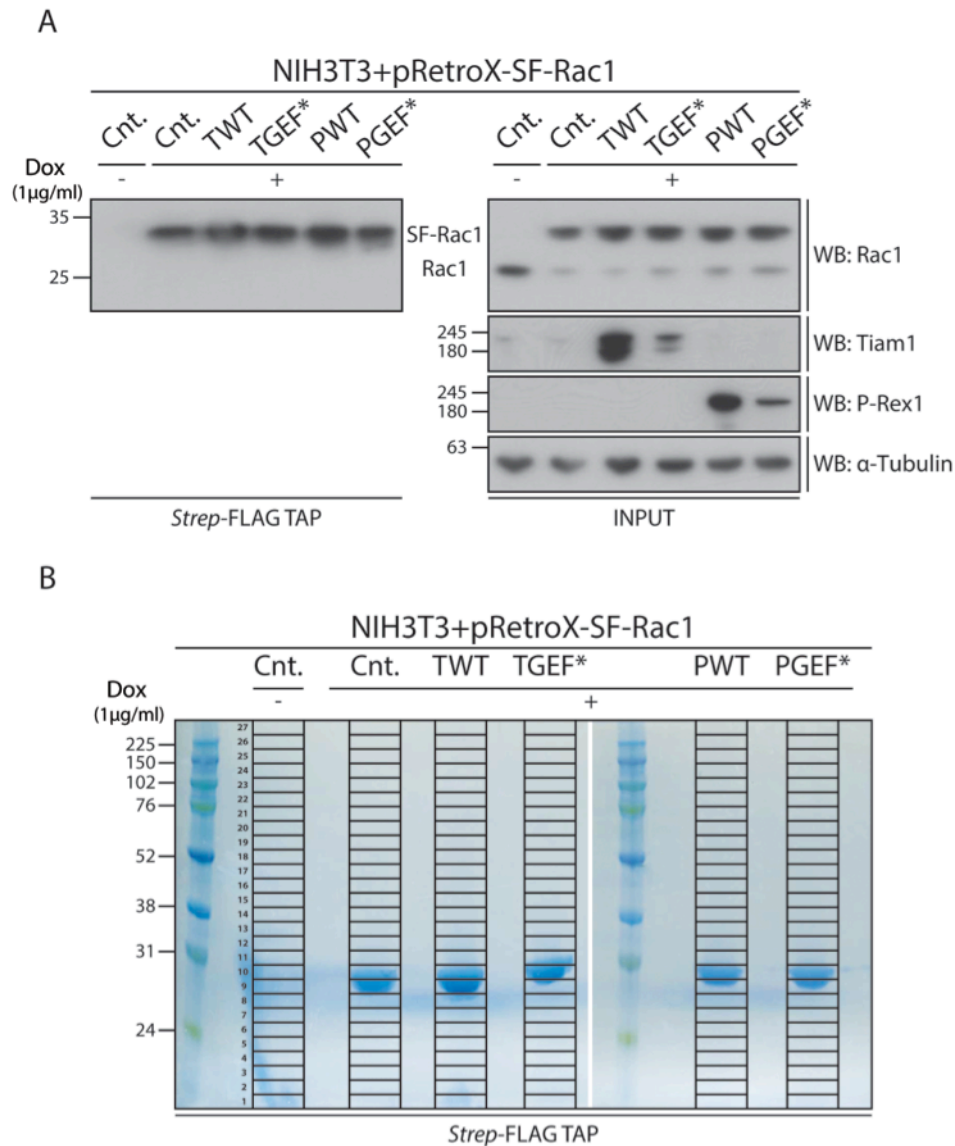 A
NIH3T3+pRetroX-SF-Rac1
Cnt. Cnt. TWT TGEF* PWT PGEF* Cnt. Cnt. TWT TGEF* PWT PGEF*
Dox
(1μg/ml)
- + - +
35
25
SF-Rac1
Rac1
WB: Rac1
245
180
WB: Tiam1
245
180
WB: P-Rex1
63
WB: α-Tubulin
Strep-FLAG TAP INPUT
B
NIH3T3+pRetroX-SF-Rac1
Cnt. Cnt. TWT TGEF* PWT PGEF*
Dox
(1μg/ml)
- +
27
225 26
150 25
24
102 23
22
76 21
20
19
52 18
17
16
15
38 14
13
12
31 11
10
9
8
7
24 6
5
4
3
2
1
Strep-FLAG TAP